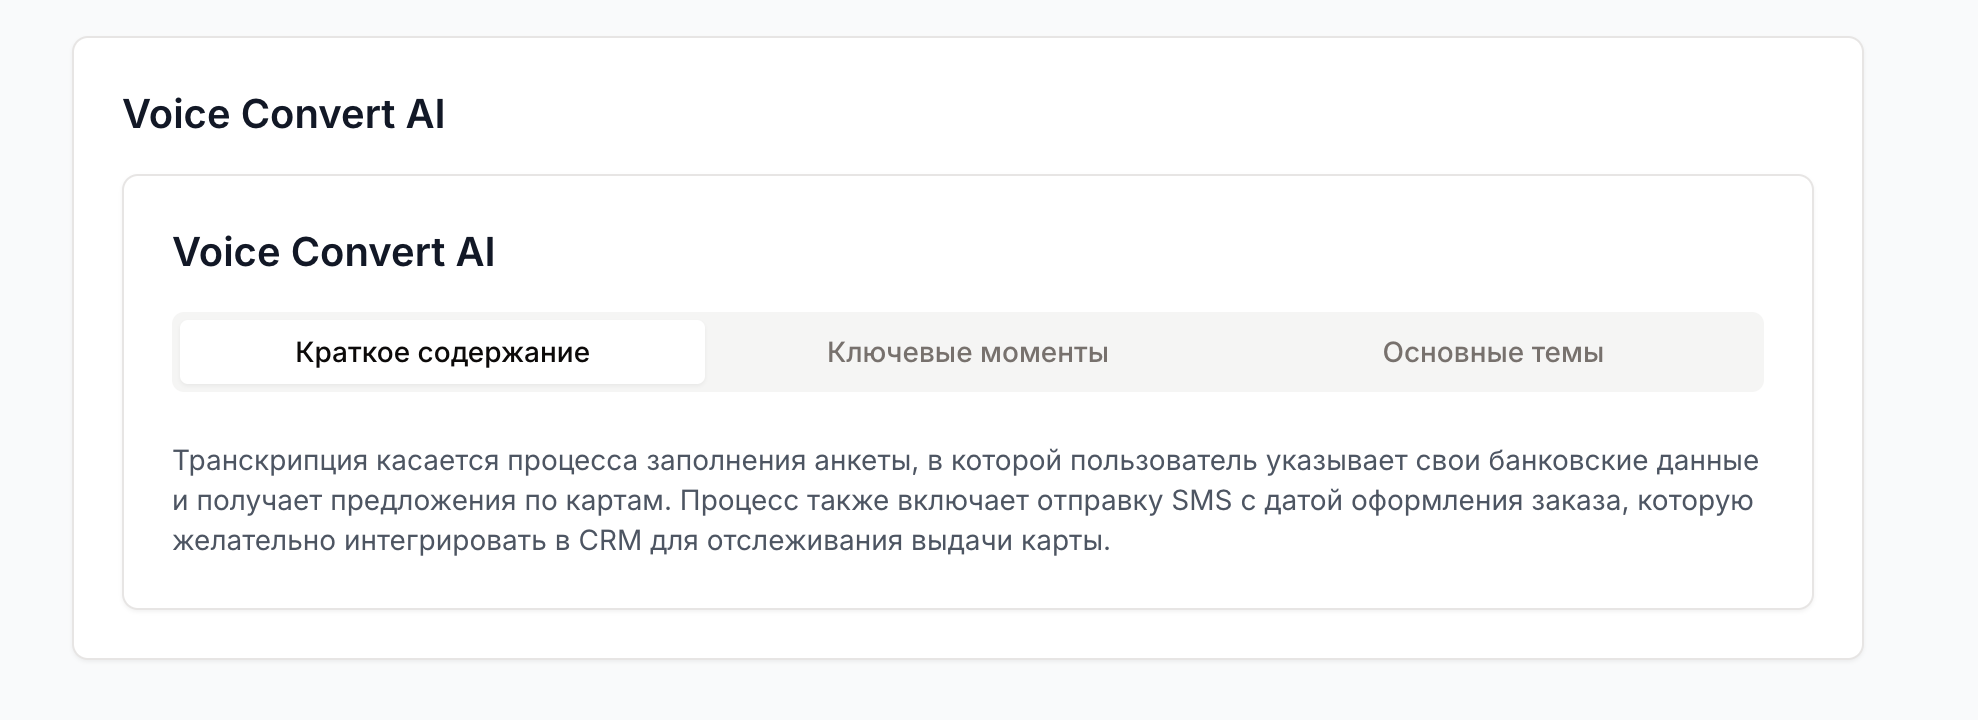 Voice Convert AI
Voice Convert AI
Краткое содержание
Ключевые моменты
Основные темы
Транскрипция касается процесса заполнения анкеты, в которой пользователь указывает свои банковские данные
и получает предложения по картам. Процесс также включает отправку SMS с датой оформления заказа, которую
желательно интегрировать в CRM для отслеживания выдачи карты.